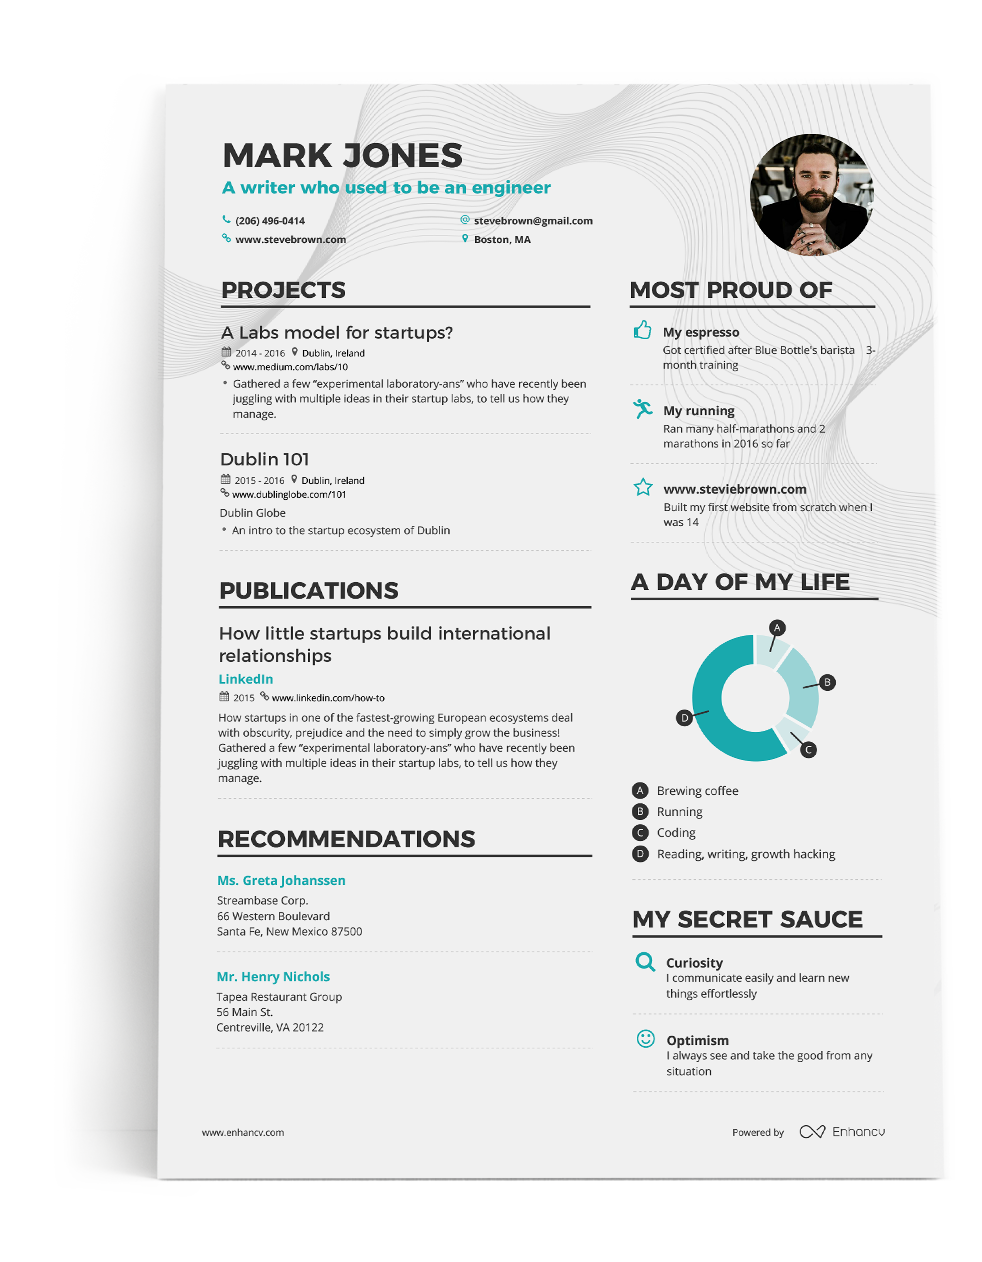 MARK JONES
A writer who used to be an engineer
(206) 496-0414
stevebrown@gmail.com
www.stevebrown.com
Boston, MA
PROJECTS
A Labs model for startups?
2014 - 2016 Dublin, Ireland
www.medium.com/labs/10
• Gathered a few “experimental laboratory-ans” who have recently been
juggling with multiple ideas in their startup labs, to tell us how they
manage.
Dublin 101
2015 - 2016 Dublin, Ireland
www.dublinglobe.com/101
Dublin Globe
• An intro to the startup ecosystem of Dublin
PUBLICATIONS
How little startups build international
relationships
LinkedIn
2015 www.linkedin.com/how-to
How startups in one of the fastest-growing European ecosystems deal
with obscurity, prejudice and the need to simply grow the business!
Gathered a few “experimental laboratory-ans” who have recently been
juggling with multiple ideas in their startup labs, to tell us how they
manage.
RECOMMENDATIONS
Ms. Greta Johanssen
Streambase Corp.
66 Western Boulevard
Santa Fe, New Mexico 87500
Mr. Henry Nichols
Tapea Restaurant Group
56 Main St.
Centreville, VA 20122
MOST PROUD OF
My espresso
Got certified after Blue Bottle's barista 3-
month training
My running
Ran many half-marathons and 2
marathons in 2016 so far
www.steviebrown.com
Built my first website from scratch when I
was 14
A DAY OF MY LIFE
A
B
C
D
A Brewing coffee
B Running
C Coding
D Reading, writing, growth hacking
MY SECRET SAUCE
Curiosity
I communicate easily and learn new
things effortlessly
Optimism
I always see and take the good from any
situation
www.enhancv.com
Powered by Enhancv